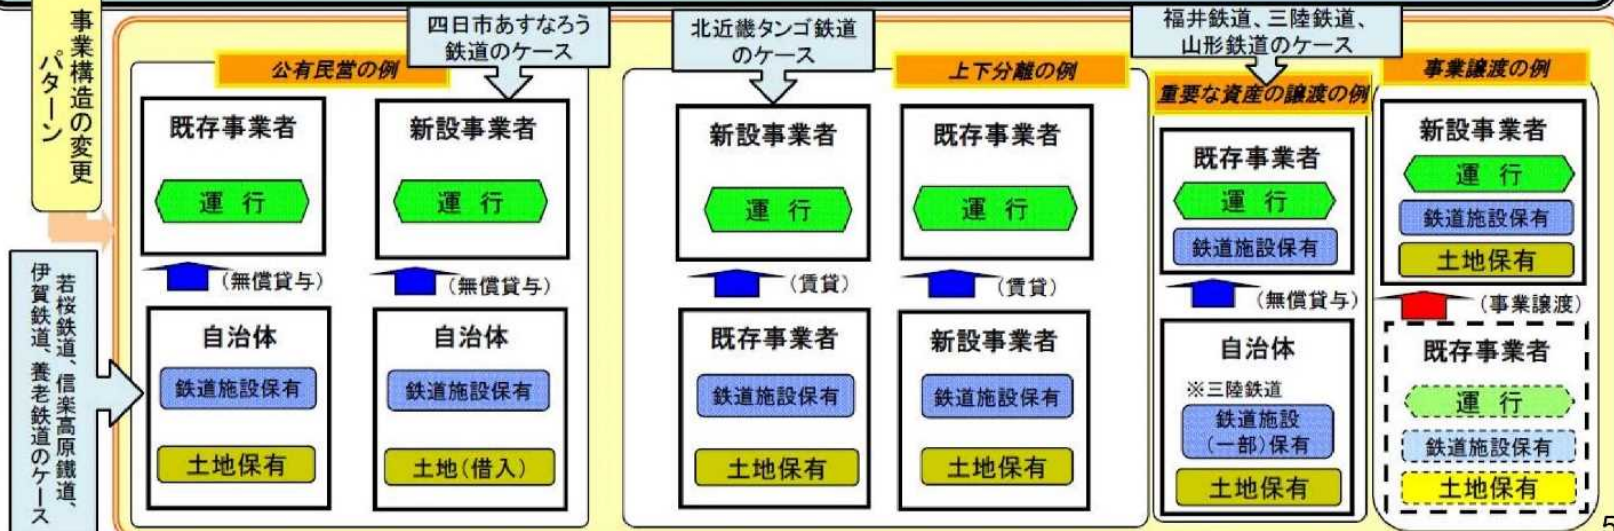 事業構造の変更
パターン
若桜鉄道、信楽高原鐵道、
伊賀鉄道、養老鉄道のケース
公有民営の例
四日市あすなろう
鉄道のケース
既存事業者
運 行
(無償貸与)
自治体
鉄道施設保有
土地保有
新設事業者
運 行
(無償貸与)
自治体
鉄道施設保有
土地(借入)
北近畿タンゴ鉄道
のケース
上下分離の例
新設事業者
運 行
(賃貸)
既存事業者
鉄道施設保有
土地保有
既存事業者
運 行
(賃貸)
新設事業者
鉄道施設保有
土地保有
福井鉄道、三陸鉄道、
山形鉄道のケース
重要な資産の譲渡の例
既存事業者
運 行
鉄道施設保有
(無償貸与)
自治体
※三陸鉄道
鉄道施設
(一部)保有
土地保有
事業譲渡の例
新設事業者
運 行
鉄道施設保有
土地保有
(事業譲渡)
既存事業者
運 行
鉄道施設保有
土地保有
5